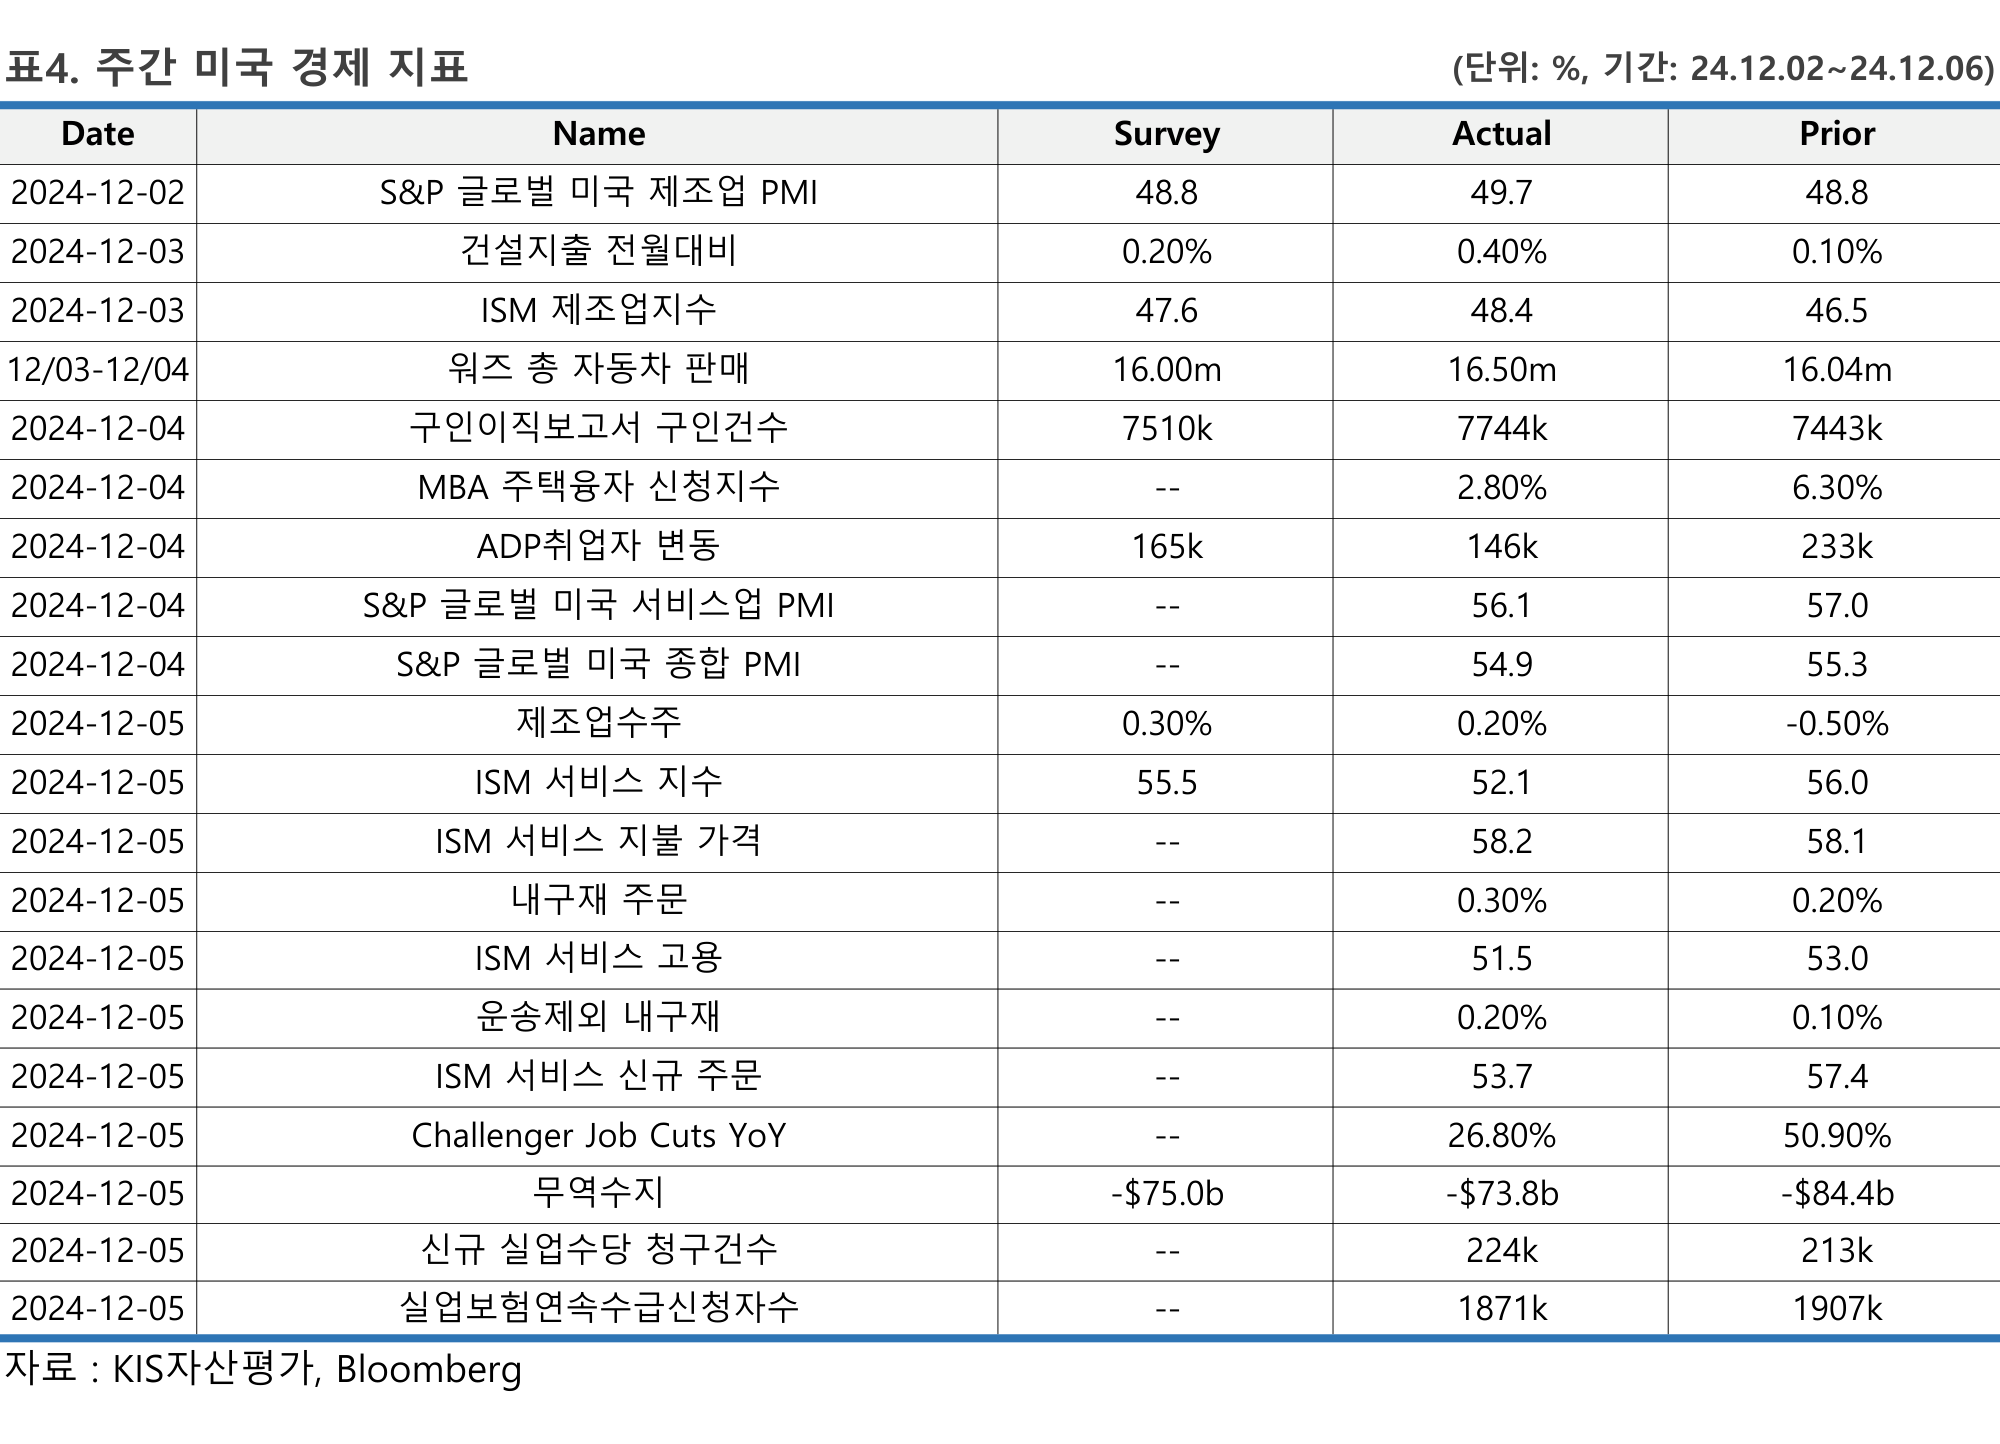 표4. 주간 미국 경제 지표 (단위: %, 기간: 24.12.02~24.12.06)
Date Name Survey Actual Prior
2024-12-02 S&P 글로벌 미국 제조업 PMI 48.8 49.7 48.8
2024-12-03 건설지출 전월대비 0.20% 0.40% 0.10%
2024-12-03 ISM 제조업지수 47.6 48.4 46.5
12/03-12/04 워즈 총 자동차 판매 16.00m 16.50m 16.04m
2024-12-04 구인이직보고서 구인건수 7510k 7744k 7443k
2024-12-04 MBA 주택융자 신청지수 -- 2.80% 6.30%
2024-12-04 ADP취업자 변동 165k 146k 233k
2024-12-04 S&P 글로벌 미국 서비스업 PMI -- 56.1 57.0
2024-12-04 S&P 글로벌 미국 종합 PMI -- 54.9 55.3
2024-12-05 제조업수주 0.30% 0.20% -0.50%
2024-12-05 ISM 서비스 지수 55.5 52.1 56.0
2024-12-05 ISM 서비스 지불 가격 -- 58.2 58.1
2024-12-05 내구재 주문 -- 0.30% 0.20%
2024-12-05 ISM 서비스 고용 -- 51.5 53.0
2024-12-05 운송제외 내구재 -- 0.20% 0.10%
2024-12-05 ISM 서비스 신규 주문 -- 53.7 57.4
2024-12-05 Challenger Job Cuts YoY -- 26.80% 50.90%
2024-12-05 무역수지 -$75.0b -$73.8b -$84.4b
2024-12-05 신규 실업수당 청구건수 -- 224k 213k
2024-12-05 실업보험연속수급신청자수 -- 1871k 1907k
자료 : KIS자산평가, Bloomberg